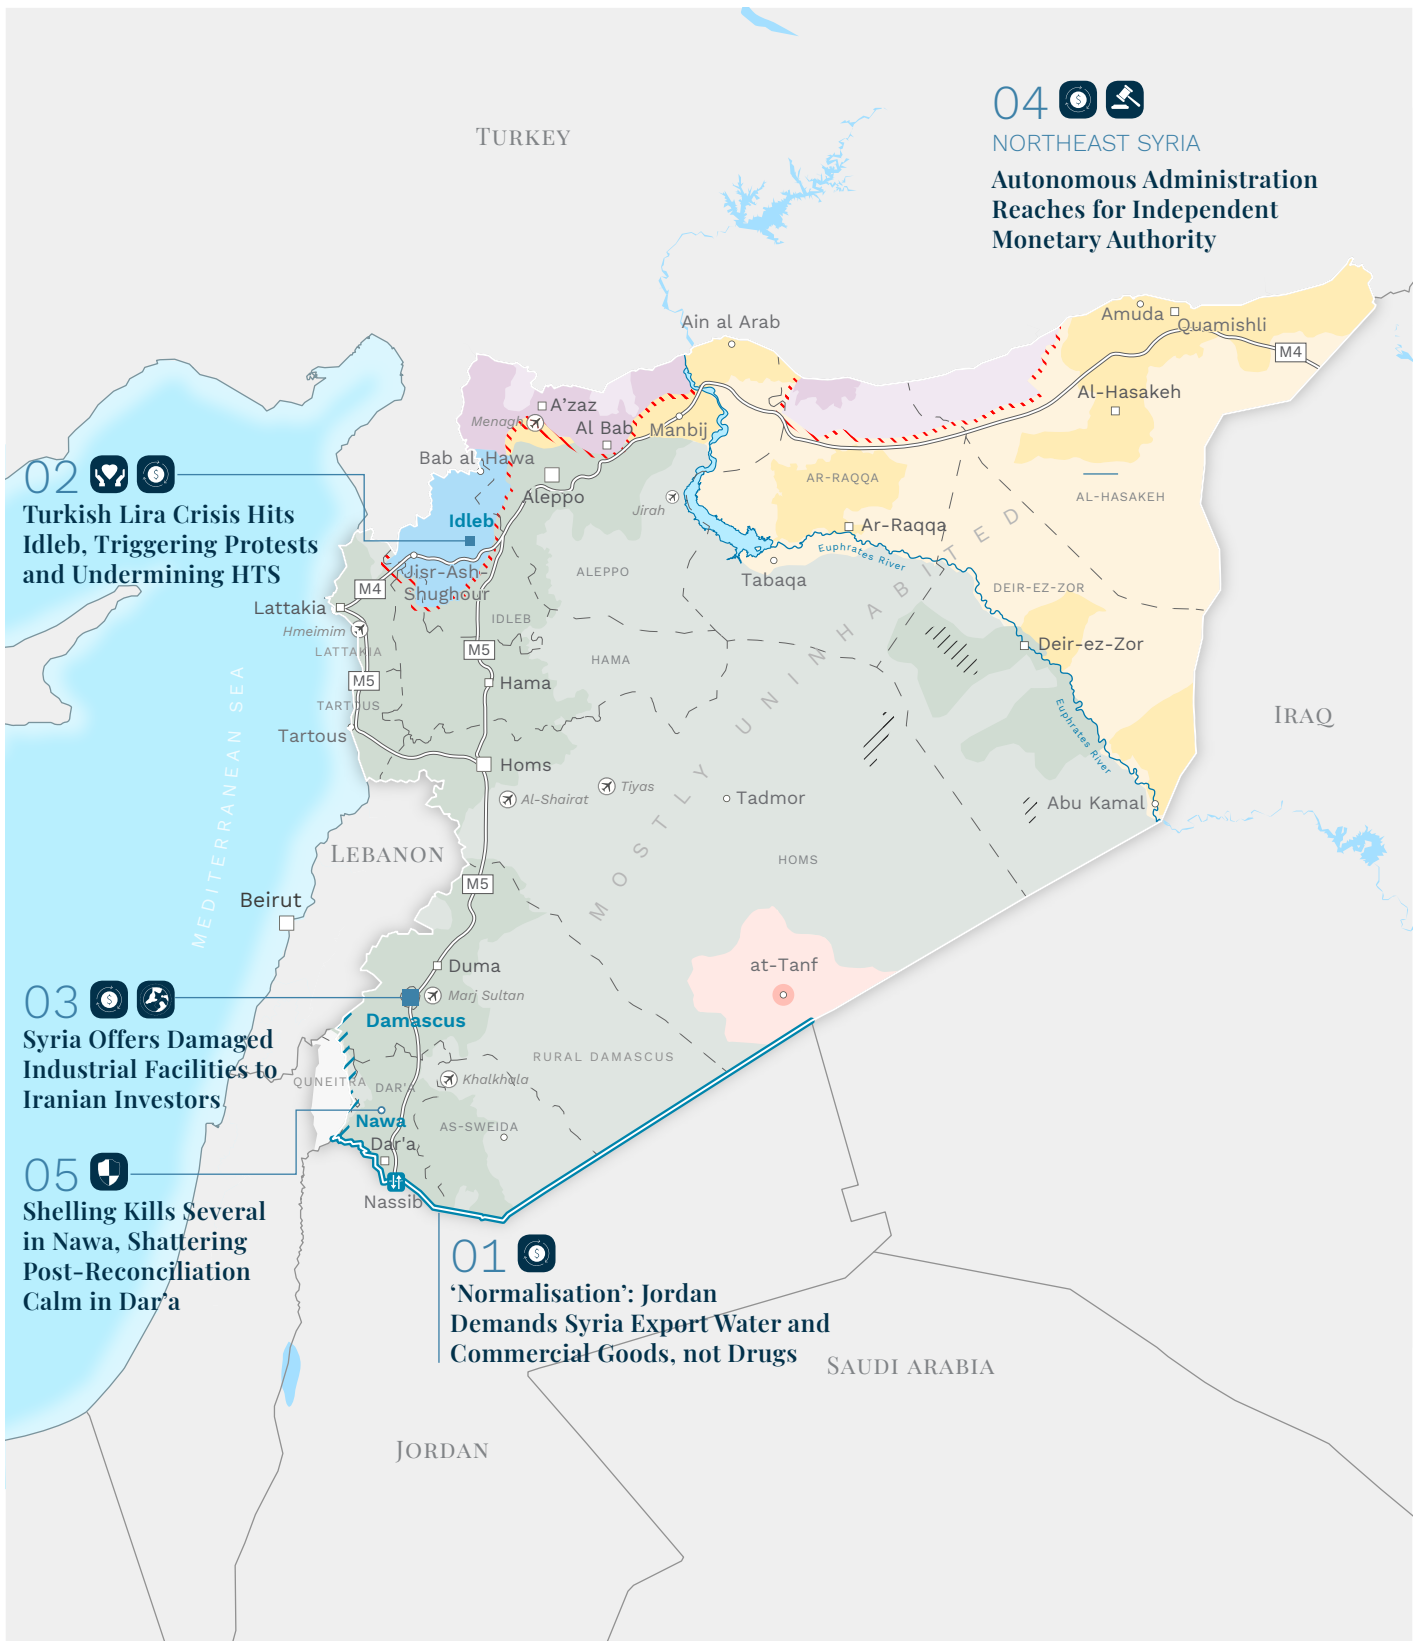 TURKEY
04
NORTHEAST SYRIA
Autonomous Administration
Reaches for Independent
Monetary Authority
Ain al Arab
Amuda
Quamishli
M4
Al-Hasakeh
A'zaz
Menagh
Al Bab
Manbij
Bab al-Hawa
Aleppo
AR-RAQQA
AL-HASAKEH
02
Turkish Lira Crisis Hits
Idleb, Triggering Protests
and Undermining HTS
Idleb
Jirah
Ar-Raqqa
Euphrates River
Jisr-Ash-
Shughour
ALEPPO
Tabaqa
DEIR-EZ-ZOR
M4
Lattakia
IDLEB
Hmeimim
LATTAKIA
M5
HAMA
Deir-ez-Zor
M5
Hama
TARTOUS
Tartous
MEDITERRANEAN SEA
MOSTLY UNINHABITED
Euphrates River
IRAQ
Homs
Al-Shairat
Tiyas
Tadmor
Abu Kamal
LEBANON
HOMS
M5
Beirut
Duma
at-Tanf
03
Marj Sultan
Damascus
Syria Offers Damaged
Industrial Facilities to
Iranian Investors
RURAL DAMASCUS
QUNEITRA
DAR'A
Khalkhala
Nawa
AS-SWEIDA
Dar'a
05
Shelling Kills Several
in Nawa, Shattering
Post-Reconciliation
Calm in Dar'a
Nassib
01
‘Normalisation’: Jordan
Demands Syria Export Water and
Commercial Goods, not Drugs
SAUDI ARABIA
JORDAN